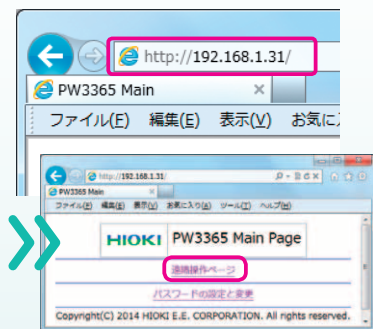 http://192.168.1.31/
PW3365 Main
ファイル(F) 編集(E) 表示(V) お気に
http://192.168.1.31/
PW3365 Main
ファイル(F) 編集(E) 表示(V) お気に入り(A) ツール(T) ヘルプ(H)
HIOKI PW3365 Main Page
遠隔操作ページ
パスワードの設定と変更
Copyright(C) 2014 HIOKI E.E. CORPORATION. All rights reserved.